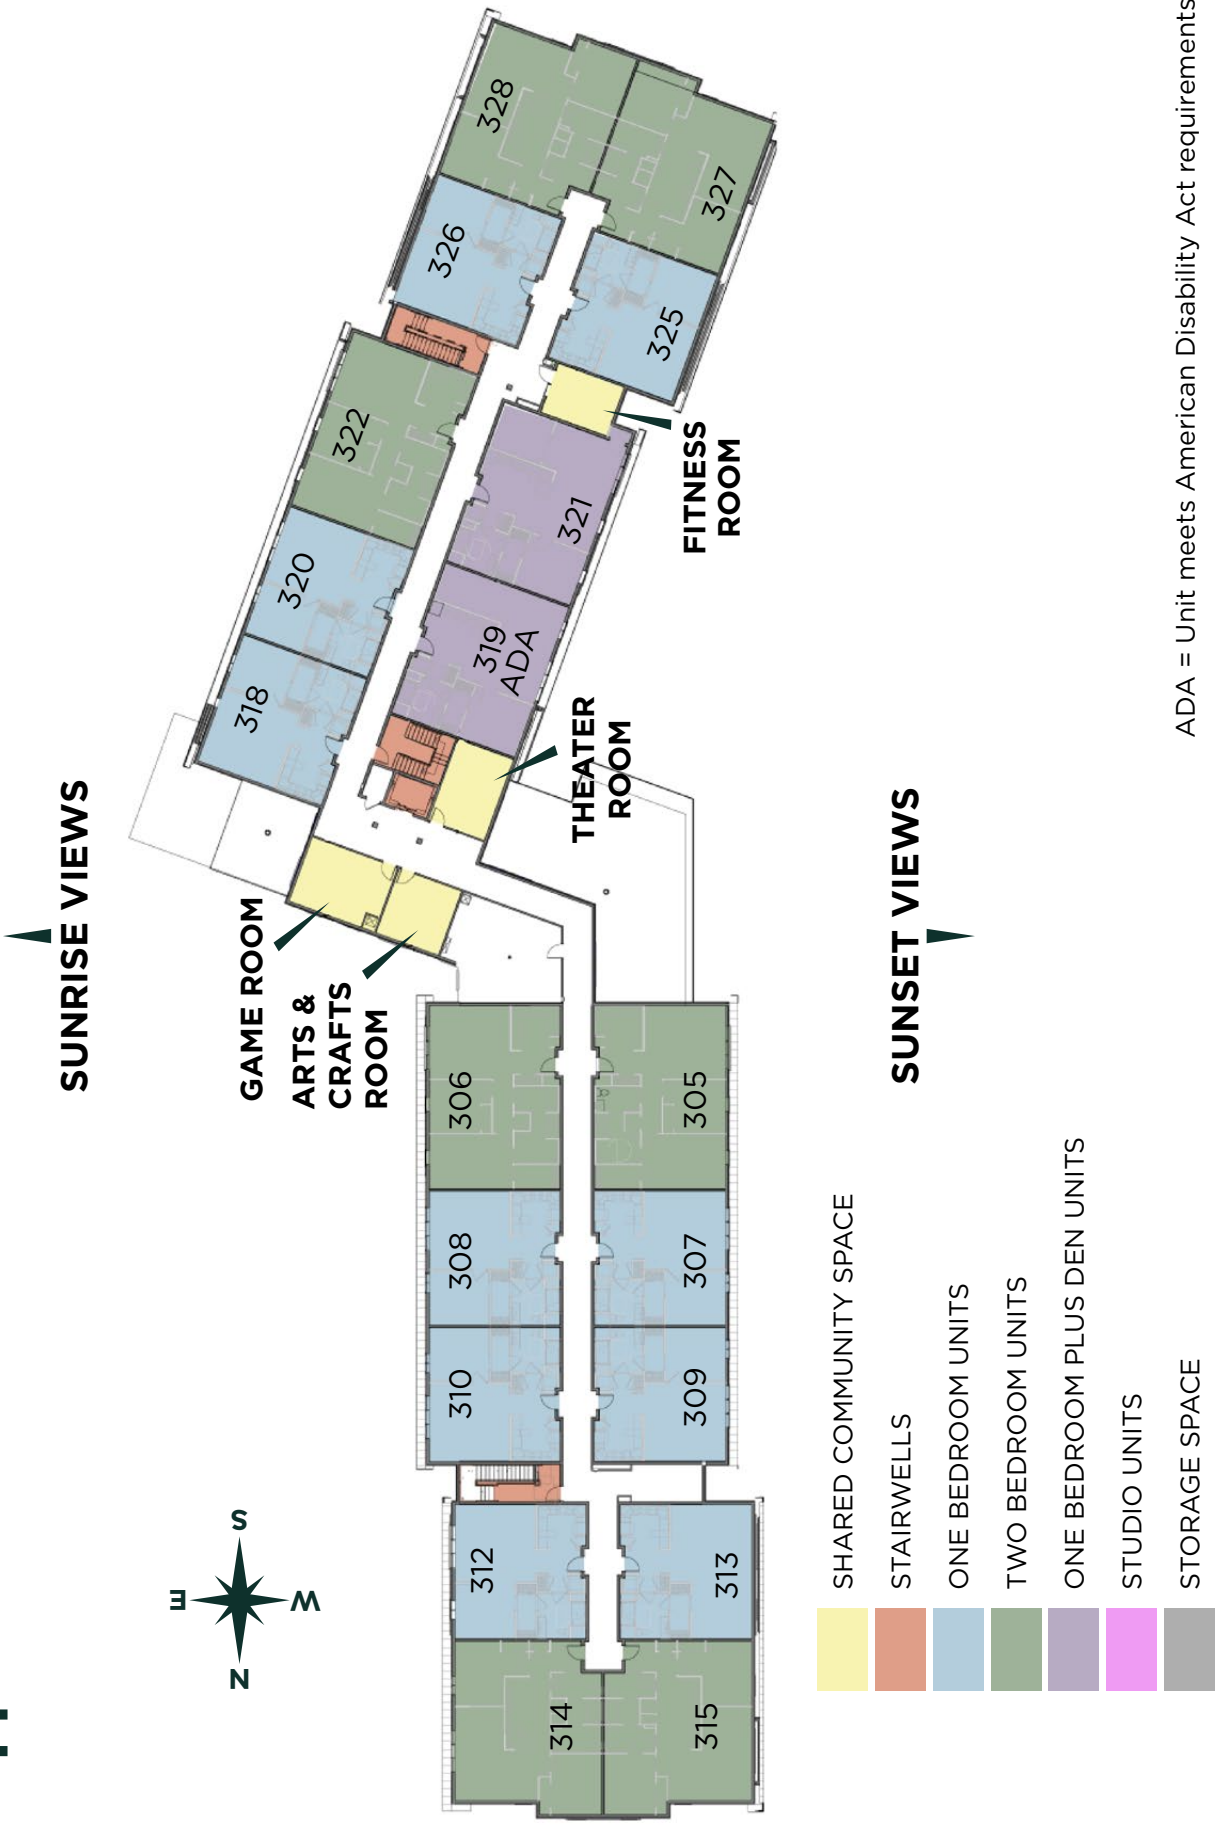 SUNRISE VIEWS
E
N
S
W
GAME ROOM
ARTS &
CRAFTS
ROOM
318
320
322
326
328
314
312
310
308
306
319
ADA
321
315
313
309
307
305
325
327
THEATER
ROOM
FITNESS
ROOM
SUNSET VIEWS
SHARED COMMUNITY SPACE
STAIRWELLS
ONE BEDROOM UNITS
TWO BEDROOM UNITS
ONE BEDROOM PLUS DEN UNITS
STUDIO UNITS
STORAGE SPACE
ADA = Unit meets American Disability Act requirements